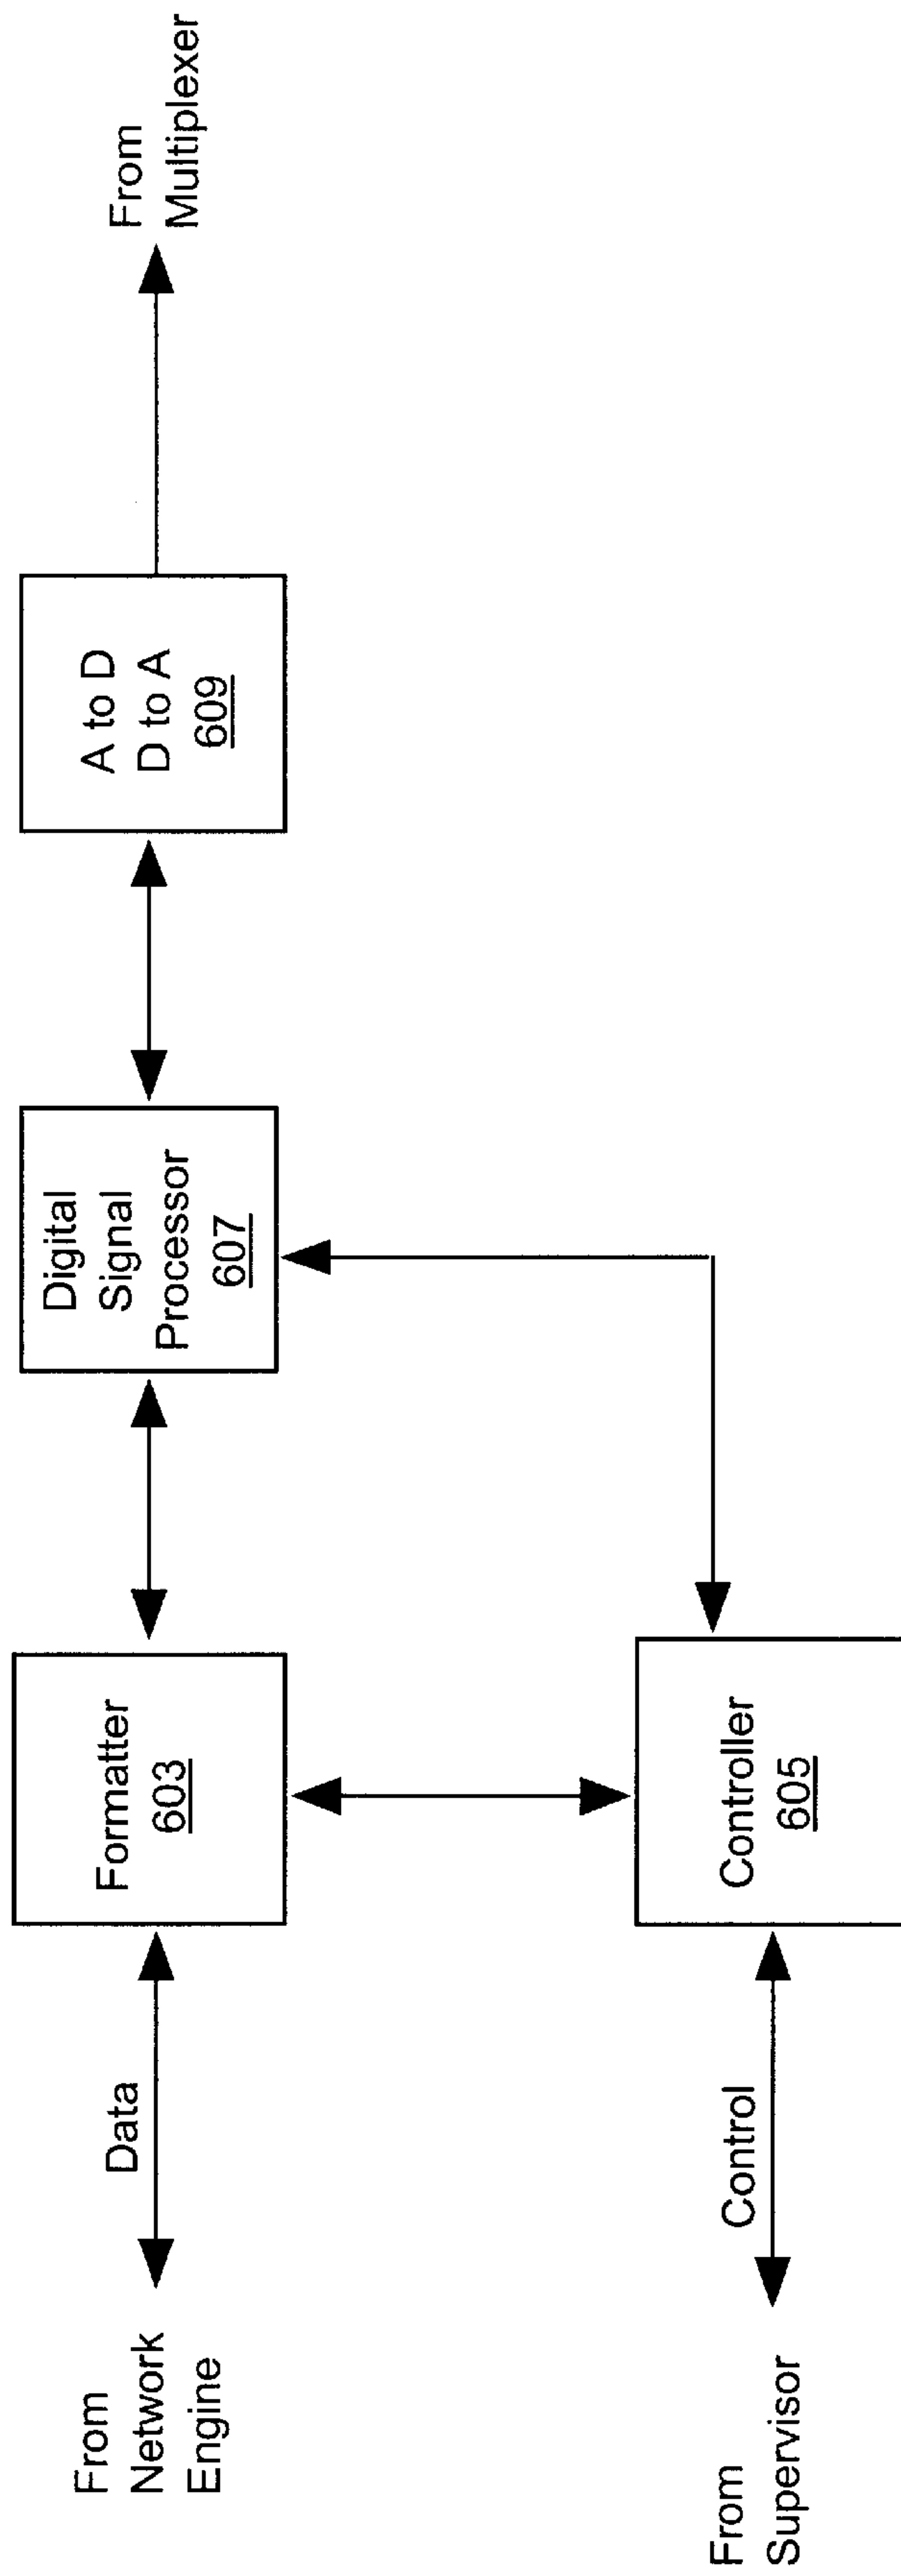 From
Network
Engine
Data
Formatter
603
Digital
Signal
Processor
607
A to D
D to A
609
From
Multiplexer
From
Supervisor
Control
Controller
605